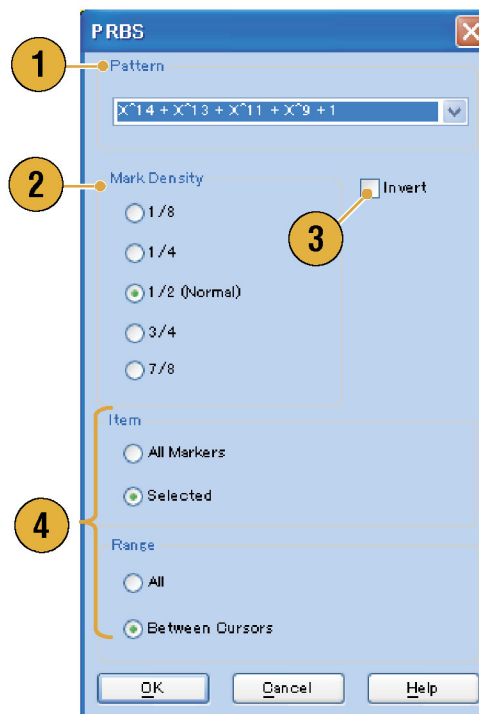 PRBS
1
Pattern
X^14 + X^13 + X^11 + X^9 +1
2
Mark Density
Invert
3
1/8
1/4
1/2 (Normal)
3/4
7/8
4
Item
All Markers
Selected
Range
All
Between Cursors
OK Cancel Help